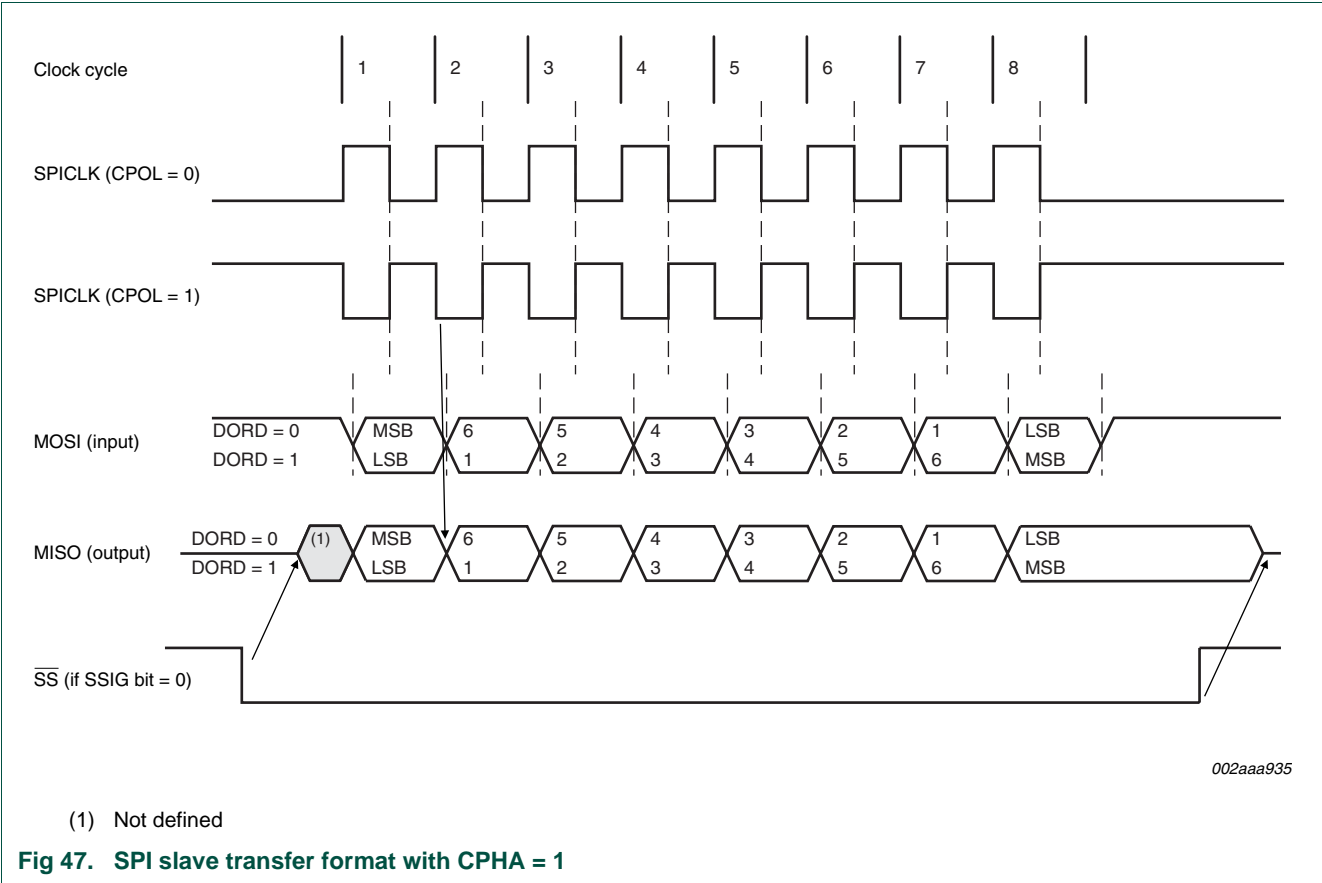 Clock cycle 1 2 3 4 5 6 7 8
SPICLK (CPOL = 0)
SPICLK (CPOL = 1)
MOSI (input)
DORD = 0 MSB 6 5 4 3 2 1 LSB
DORD = 1 LSB 1 2 3 4 5 6 MSB
MISO (output)
DORD = 0 (1) MSB 6 5 4 3 2 1 LSB
DORD = 1 LSB 1 2 3 4 5 6 MSB
SS (if SSIG bit = 0)
002aaa935
(1) Not defined
Fig 47. SPI slave transfer format with CPHA = 1